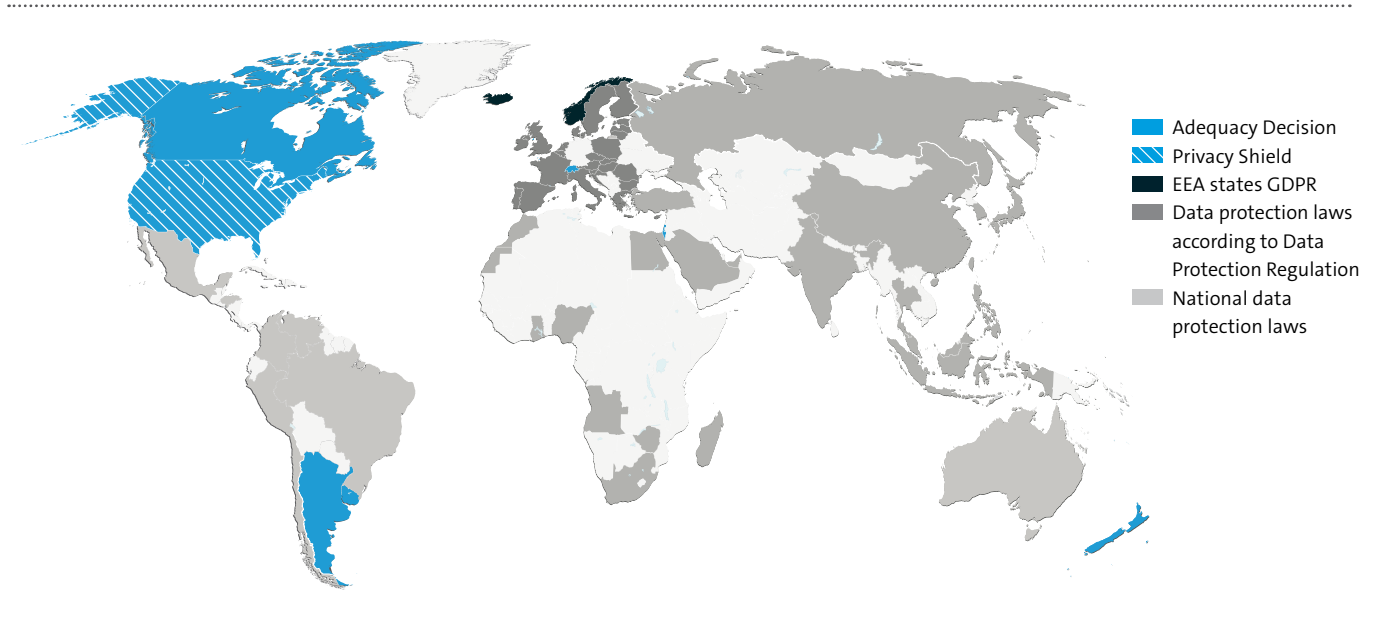 Adequacy Decision
Privacy Shield
EEA states GDPR
Data protection laws
according to Data
Protection Regulation
National data
protection laws